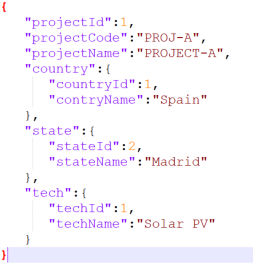 {
"projectId":1,
"projectCode":"PROJ-A",
"projectName":"PROJECT-A",
"country":{
"countryId":1,
"contryName":"Spain"
},
"state":{
"stateId":2,
"stateName":"Madrid"
},
"tech":{
"techId":1,
"techName":"Solar PV"
}
}